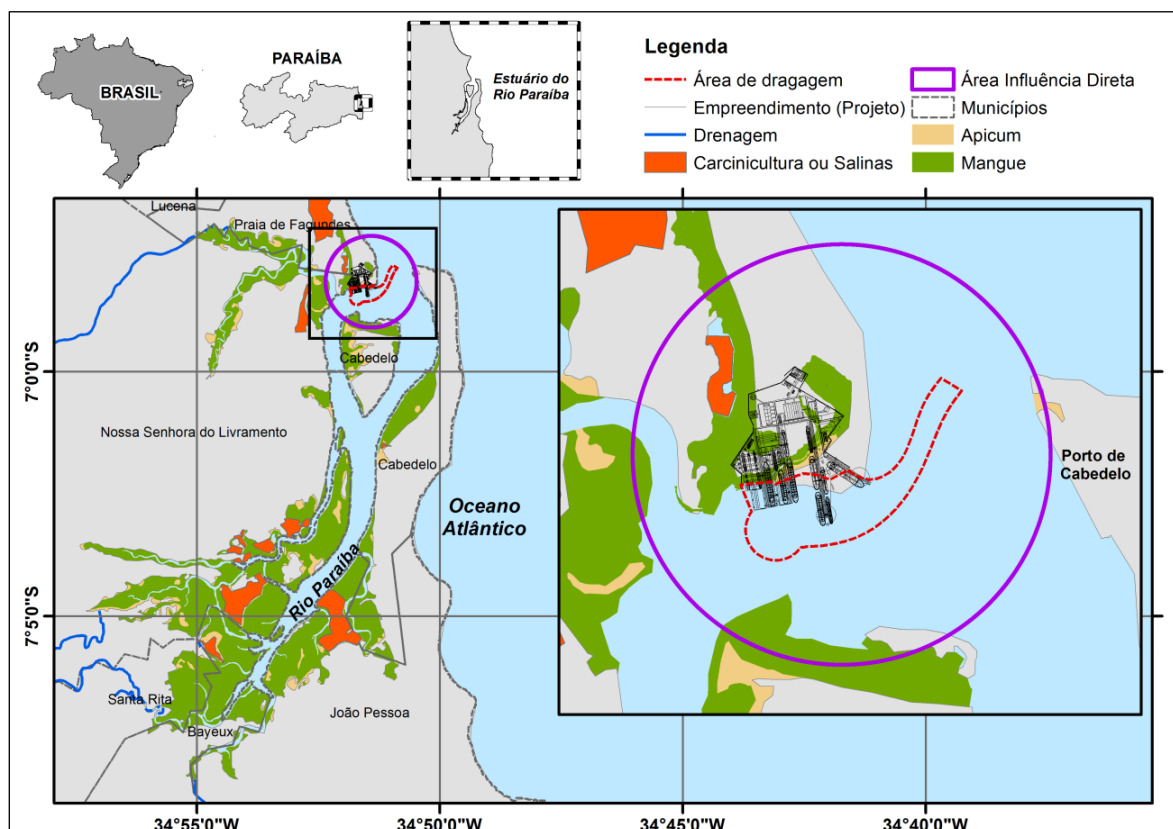 BRASIL
PARAÍBA
Estuário do
Rio Paraíba
Legenda
Área de dragagem
Empreendimento (Projeto)
Drenagem
Carcinicultura ou Salinas
Área Influência Direta
Municípios
Apicum
Mangue
Lucena
Praia de Fagundes
Cabedelo
Nossa Senhora do Livramento
Cabedelo
Oceano
Atlântico
Rio Paraíba
Santa Rita
Bayeux
João Pessoa
Porto de
Cabedelo
7°0'0"S
7°5'0"S
34°55'0"W
34°50'0"W
34°45'0"W
34°40'0"W